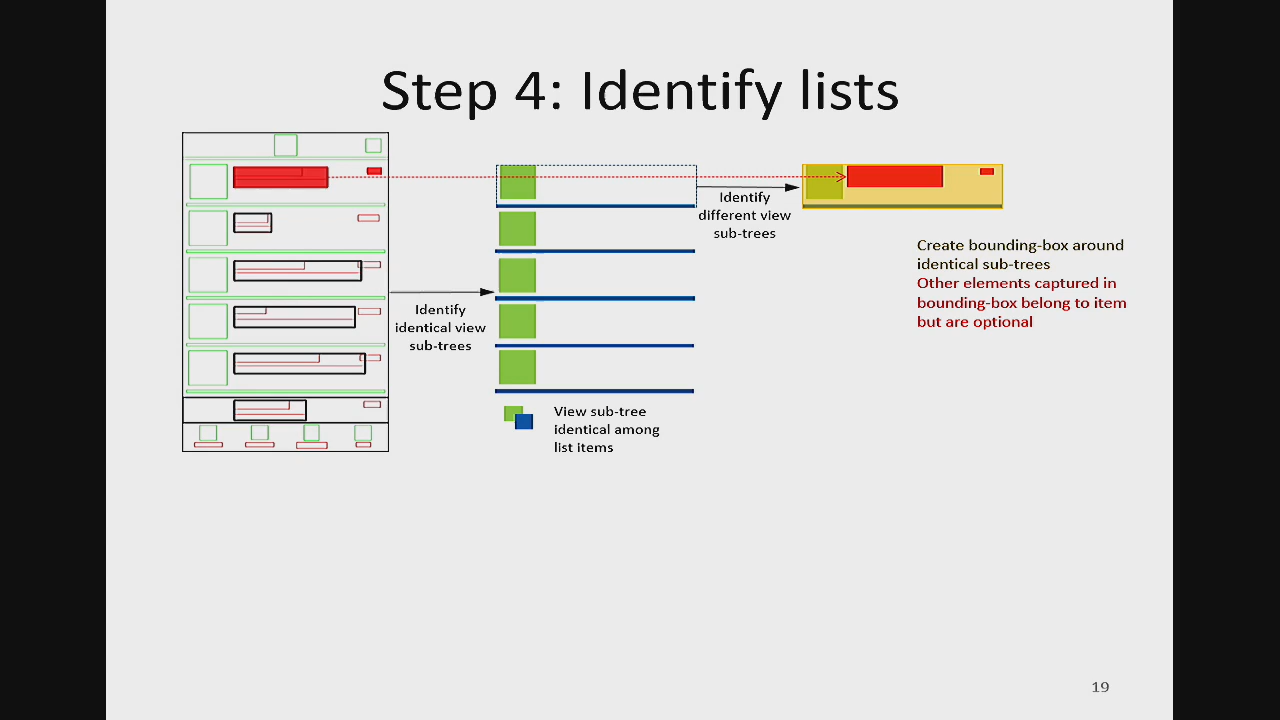 Step 4: Identify lists
Identify
different view
sub-trees
Create bounding-box around
identical sub-trees
Other elements captured in
bounding-box belong to item
but are optional
Identify
identical view
sub-trees
View sub-tree
identical among
list items
19